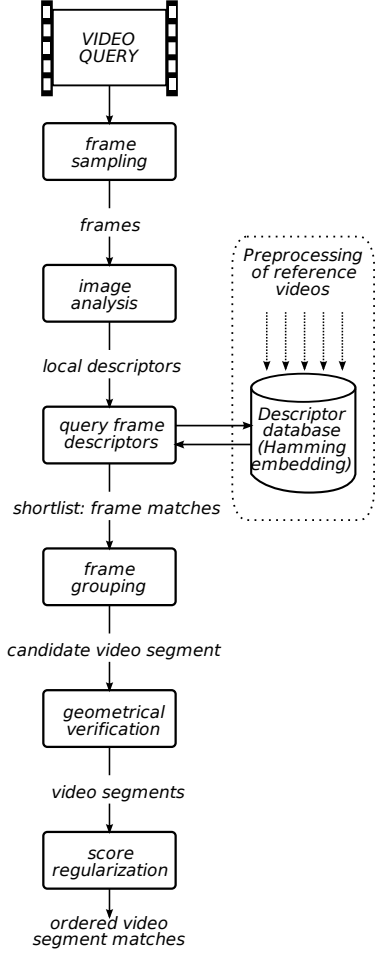 VIDEO
QUERY
frame
sampling
frames
image
analysis
local descriptors
query frame
descriptors
Preprocessing
of reference
videos
Descriptor
database
(Hamming
embedding)
shortlist: frame matches
frame
grouping
candidate video segment
geometrical
verification
video segments
score
regularization
ordered video
segment matches